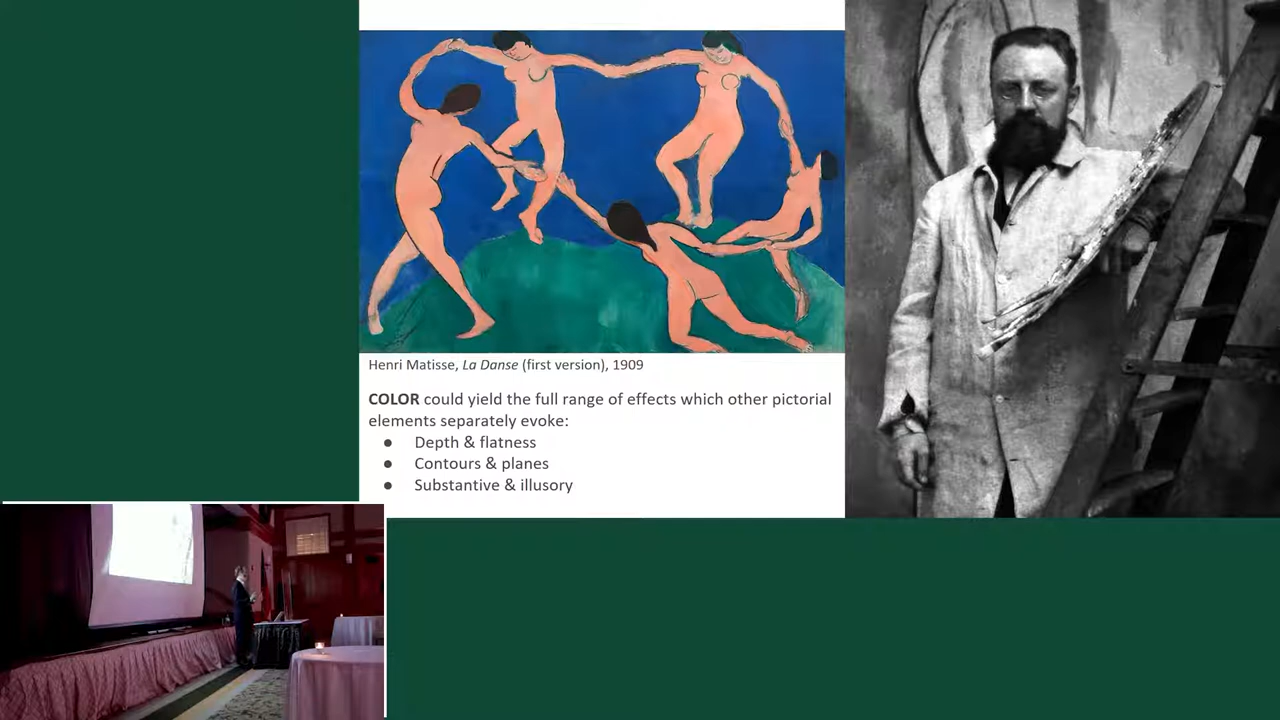 Henri Matisse, La Danse (first version), 1909
COLOR could yield the full range of effects which other pictorial
elements separately evoke:
● Depth & flatness
● Contours & planes
● Substantive & illusory